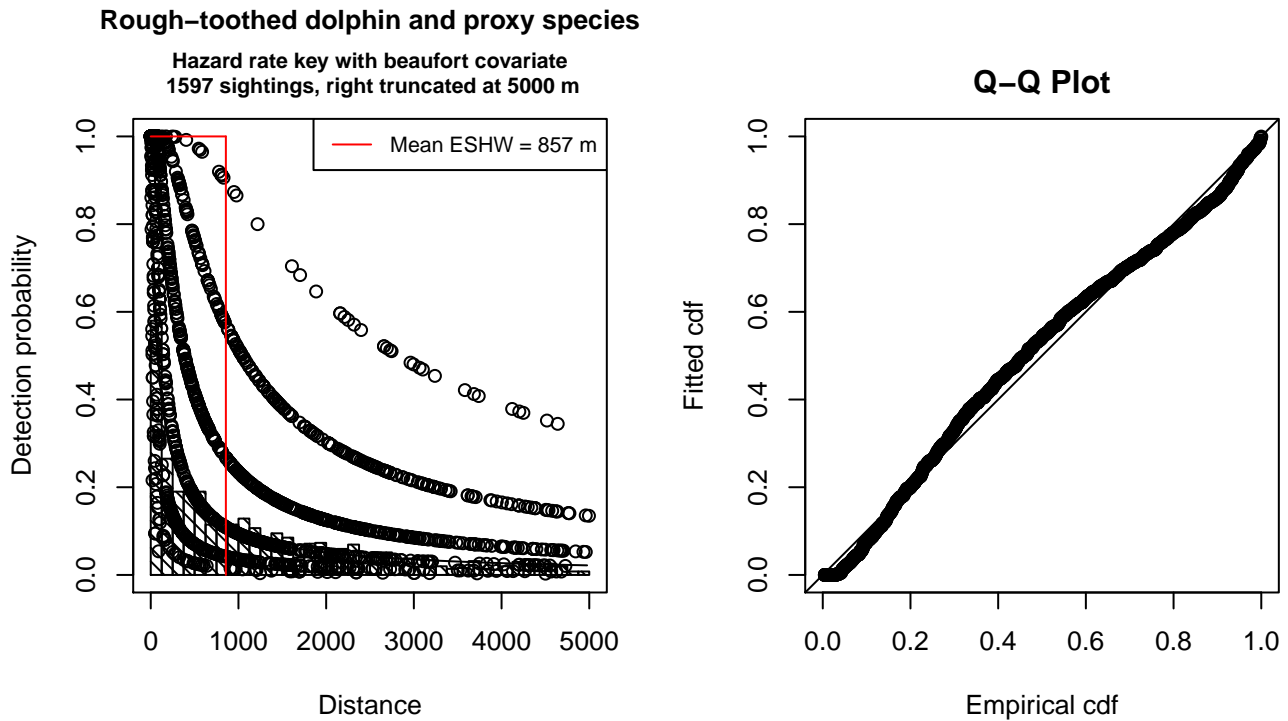 Rough−toothed dolphin and proxy species
Hazard rate key with beaufort covariate
1597 sightings, right truncated at 5000 m
Mean ESHW = 857 m
Detection probability
0.0 0.2 0.4 0.6 0.8 1.0
0 1000 2000 3000 4000 5000
Distance
Q−Q Plot
Fitted cdf
0.0 0.2 0.4 0.6 0.8 1.0
0.0 0.2 0.4 0.6 0.8 1.0
Empirical cdf